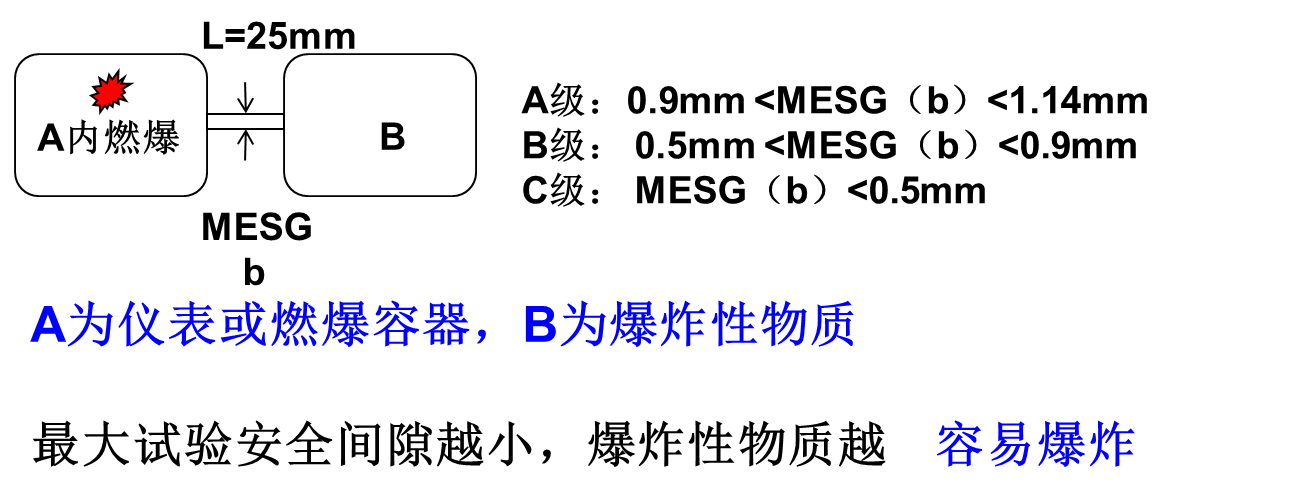 L=25mm
A内燃爆
B
MESG
b
A级：0.9mm <MESG（b）<1.14mm
B级： 0.5mm <MESG（b）<0.9mm
C级： MESG（b）<0.5mm
A为仪表或燃爆容器，B为爆炸性物质
最大试验安全间隙越小，爆炸性物质越 容易爆炸